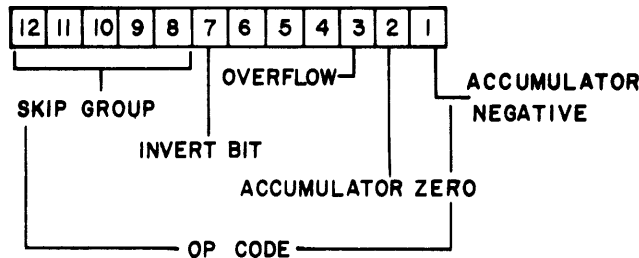 12 11 10 9 8 7 6 5 4 3 2 1
OVERFLOW
ACCUMULATOR
NEGATIVE
SKIP GROUP
INVERT BIT
ACCUMULATOR ZERO
OP CODE